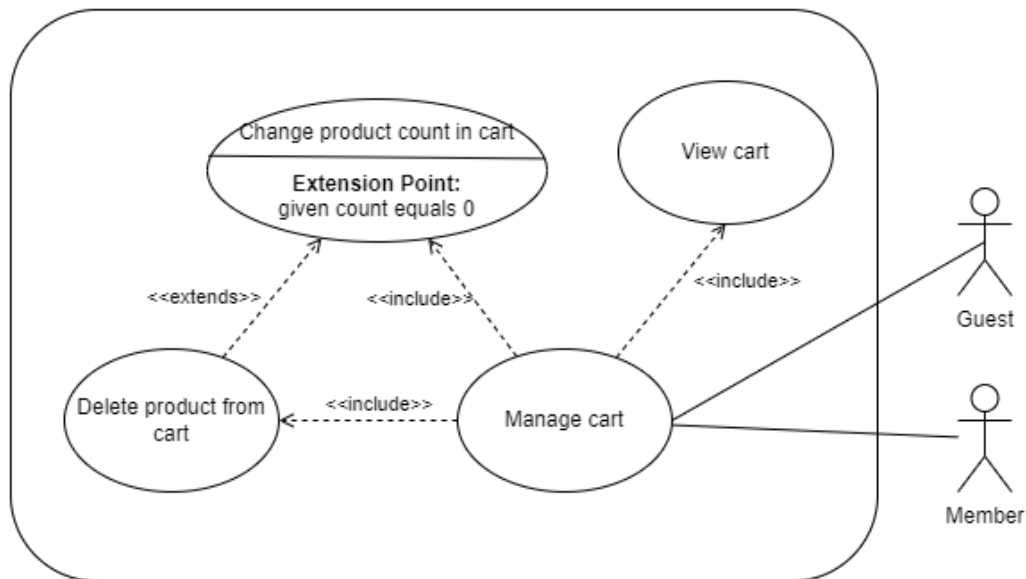 Change product count in cart
Extension Point:
given count equals 0
View cart
<<extends>>
<<include>>
<<include>>
Guest
Delete product from
cart
<<include>>
Manage cart
Member